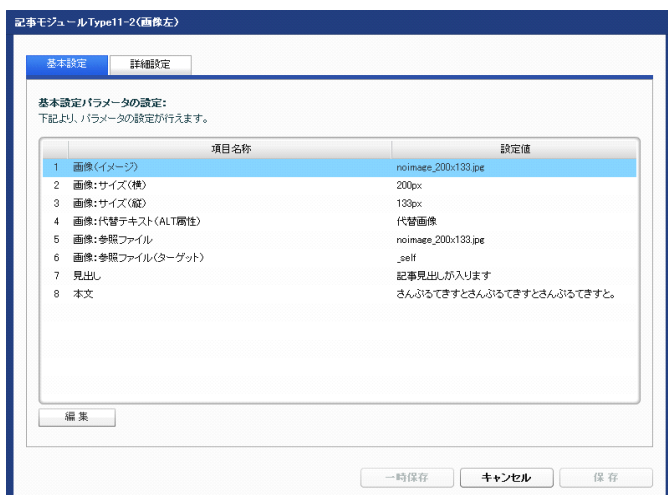 記事モジュールType11-2(画像左)
基本設定 詳細設定
基本設定パラメータの設定:
下記より、パラメータの設定が行えます。
項目名称 設定値
1 画像(イメージ) noimage_200x133.jpg
2 画像:サイズ(横) 200px
3 画像:サイズ(縦) 133px
4 画像:代替テキスト(ALT属性) 代替画像
5 画像:参照ファイル noimage_200x133.jpg
6 画像:参照ファイル(ターゲット) _self
7 見出し 記事見出しが入ります
8 本文 さんぷるてきすとさんぷるてきすとさんぷるてきすと。
編集
一時保存 キャンセル 保存